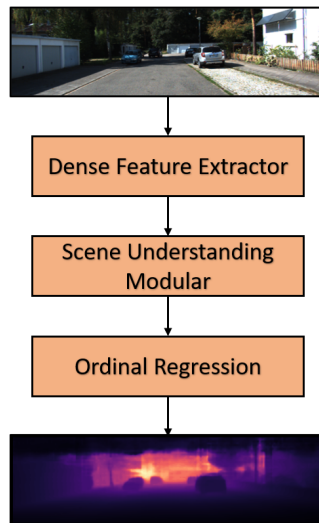 Dense Feature Extractor
Scene Understanding
Modular
Ordinal Regression